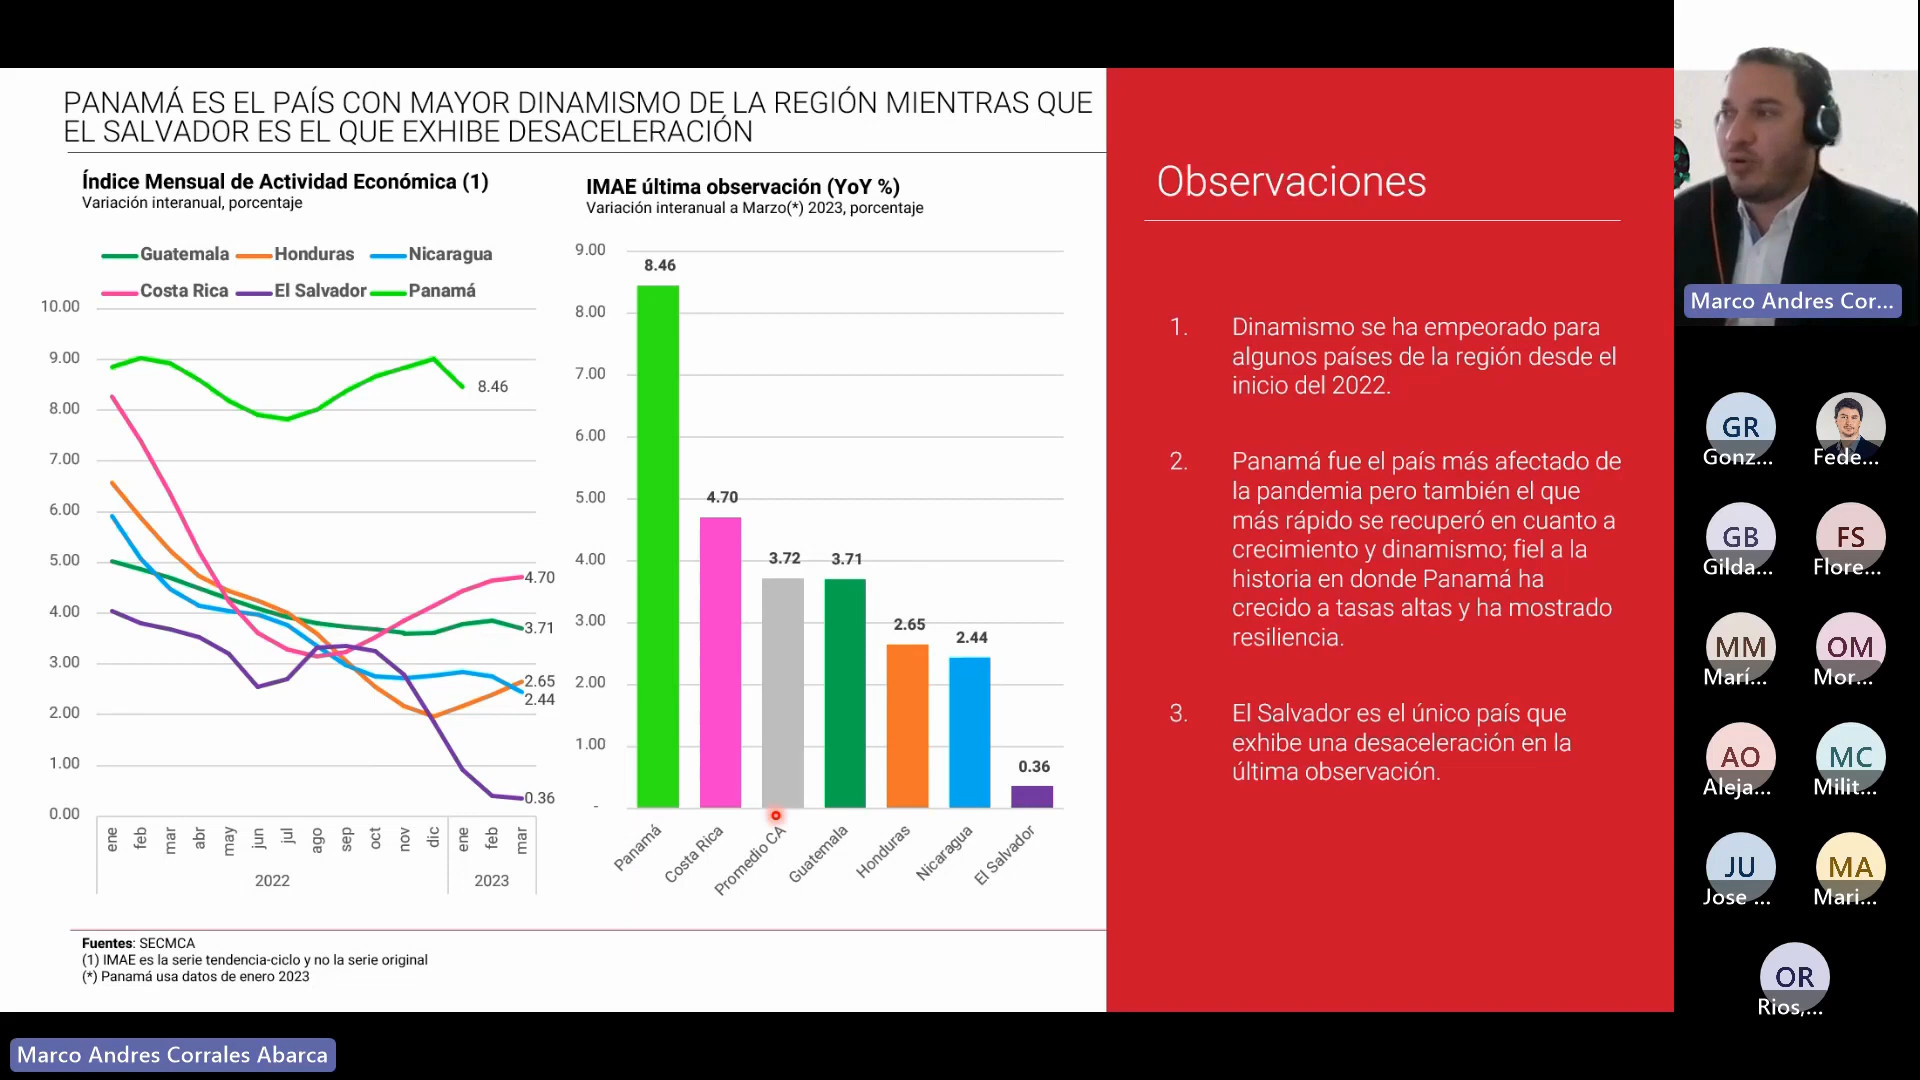 PANAMÁ ES EL PAÍS CON MAYOR DINAMISMO DE LA REGIÓN MIENTRAS QUE
EL SALVADOR ES EL QUE EXHIBE DESACELERACIÓN
Índice Mensual de Actividad Económica (1)
Variación interanual, porcentaje
Guatemala Honduras Nicaragua
Costa Rica El Salvador Panamá
10.00
9.00
8.00
7.00
6.00
5.00
4.00
3.00
2.00
1.00
0.00
8.46
4.70
3.71
2.65
2.44
0.36
ene feb mar abr may jun jul ago sep oct nov dic ene feb mar
2022 2023
IMAE última observación (YoY %)
Variación interanual a Marzo(*) 2023, porcentaje
9.00
8.00
7.00
6.00
5.00
4.00
3.00
2.00
1.00
-
8.46
4.70
3.72
3.71
2.65
2.44
0.36
Panamá
Costa Rica
Promedio CA
Guatemala
Honduras
Nicaragua
El Salvador
Fuentes: SECMCA
(1) IMAE es la serie tendencia-ciclo y no la serie original
(*) Panamá usa datos de enero 2023
Observaciones
1. Dinamismo se ha empeorado para
algunos países de la región desde el
inicio del 2022.
2. Panamá fue el país más afectado de
la pandemia pero también el que
más rápido se recuperó en cuanto a
crecimiento y dinamismo; fiel a la
historia en donde Panamá ha
crecido a tasas altas y ha mostrado
resiliencia.
3. El Salvador es el único país que
exhibe una desaceleración en la
última observación.
s
Marco Andres Cor...
GR
Gonz...
Fede...
GB
Gilda...
FS
Flore...
MM
Marí...
OM
Mor...
AO
Aleja...
MC
Milit...
JU
Jose ...
MA
Mari...
OR
Rios,...
Marco Andres Corrales Abarca